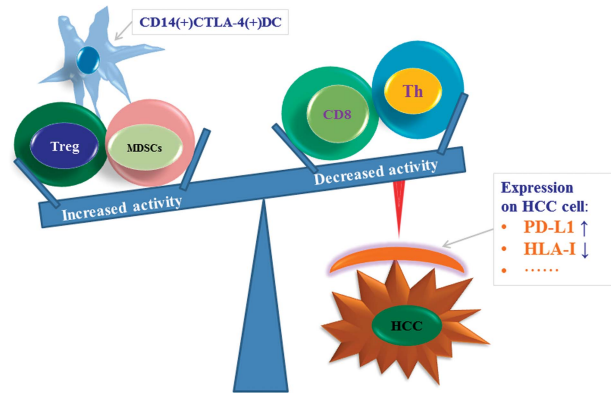 CD14(+)CTLA-4(+)DC
Treg
MDSCs
CD8
Th
Increased activity
Decreased activity
Expression
on HCC cell:
• PD-L1 ↑
• HLA-I ↓
• ......
HCC